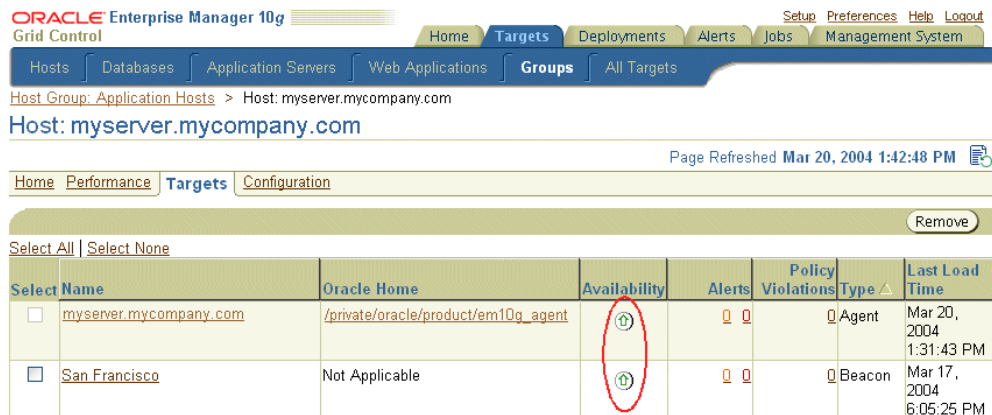 ORACLE Enterprise Manager 10g
Grid Control
Setup Preferences Help Logout
Home Targets Deployments Alerts Jobs Management System
Hosts Databases Application Servers Web Applications Groups All Targets
Host Group: Application Hosts > Host: myserver.mycompany.com
Host: myserver.mycompany.com
Page Refreshed Mar 20, 2004 1:42:48 PM
Home Performance Targets Configuration
Remove
Select All | Select None
Select Name Oracle Home Availability Alerts Policy Violations Type Last Load Time
myserver.mycompany.com /private/oracle/product/em10g_agent 0 0 0 Agent Mar 20, 2004 1:31:43 PM
San Francisco Not Applicable 0 0 0 Beacon Mar 17, 2004 6:05:25 PM